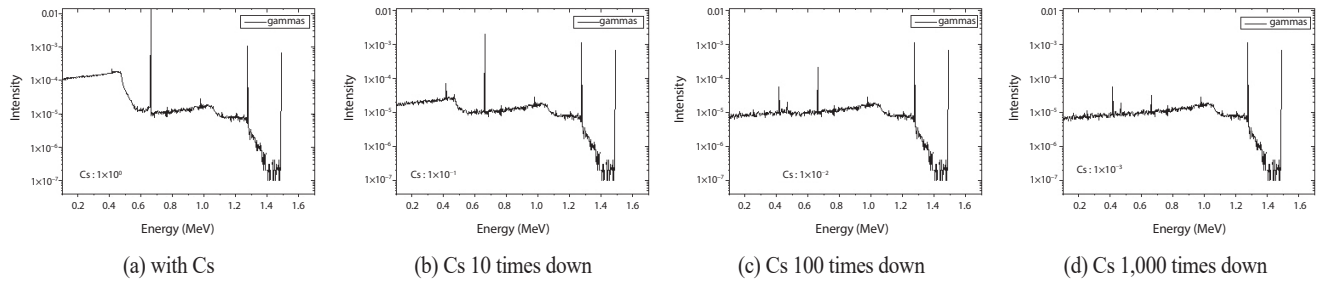 0.01
1×10⁻³
1×10⁻⁴
1×10⁻⁵
1×10⁻⁶
1×10⁻⁷
Intensity
gammas
Cs : 1×10⁰
0.2 0.4 0.6 0.8 1.0 1.2 1.4 1.6
Energy (MeV)
(a) with Cs
0.01
1×10⁻³
1×10⁻⁴
1×10⁻⁵
1×10⁻⁶
1×10⁻⁷
Intensity
gammas
Cs : 1×10⁻¹
0.2 0.4 0.6 0.8 1.0 1.2 1.4 1.6
Energy (MeV)
(b) Cs 10 times down
0.01
1×10⁻³
1×10⁻⁴
1×10⁻⁵
1×10⁻⁶
1×10⁻⁷
Intensity
gammas
Cs : 1×10⁻²
0.2 0.4 0.6 0.8 1.0 1.2 1.4 1.6
Energy (MeV)
(c) Cs 100 times down
0.01
1×10⁻³
1×10⁻⁴
1×10⁻⁵
1×10⁻⁶
1×10⁻⁷
Intensity
gammas
Cs : 1×10⁻³
0.2 0.4 0.6 0.8 1.0 1.2 1.4 1.6
Energy (MeV)
(d) Cs 1,000 times down